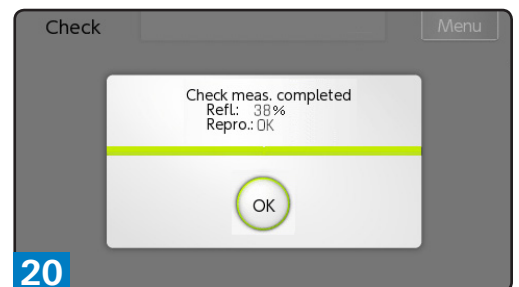 Check
Menu
Check meas. completed
Refl.: 38%
Repro.: OK
OK
20